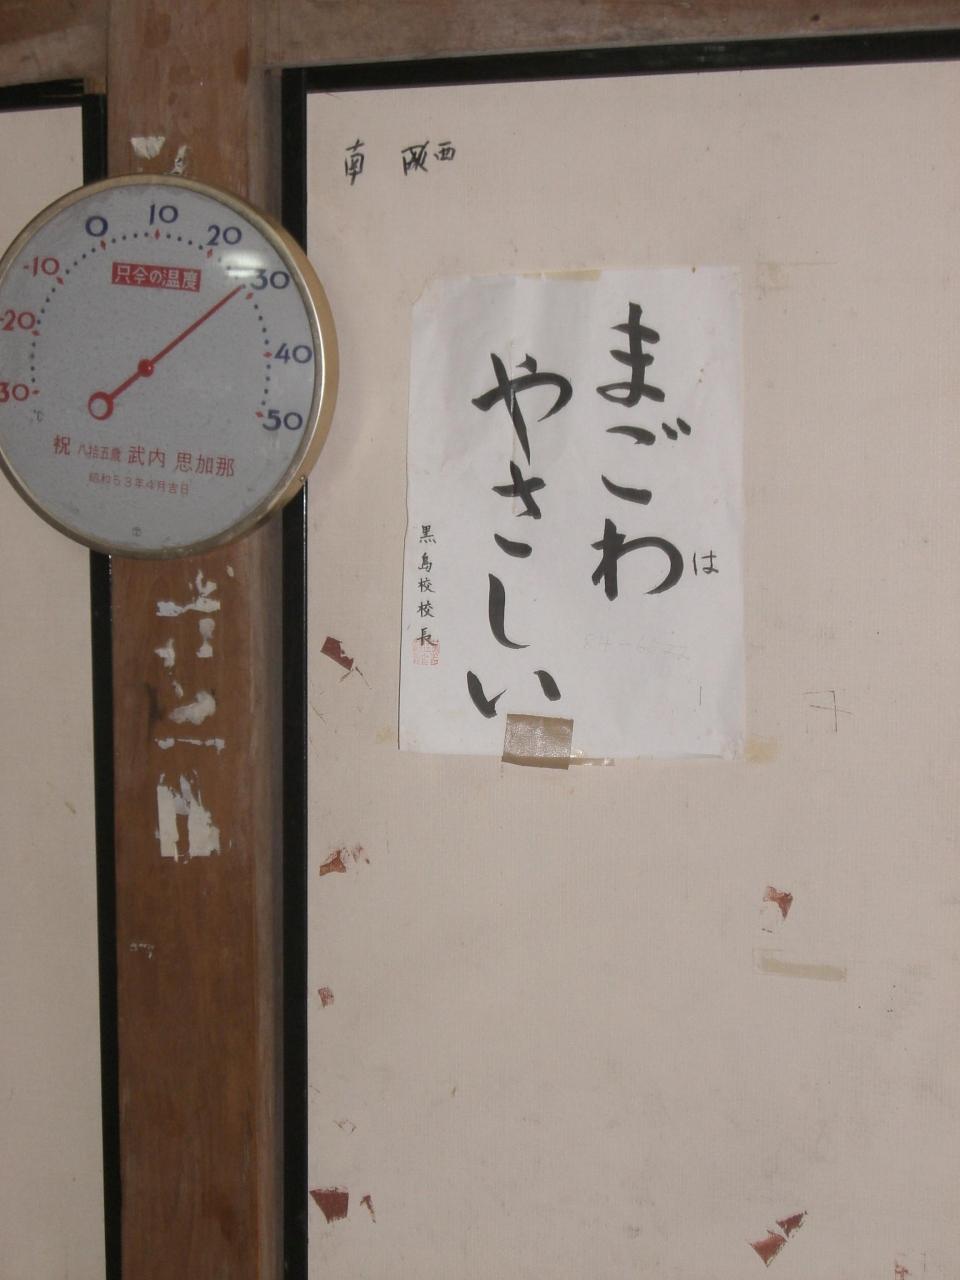 南 西
まごわ
は
やさしい
黒島校校長
-30
-20
-10
0
10
20
30
40
50
℃
只今の温度
祝 八拾五歳 武内 思加那
昭和53年4月吉日